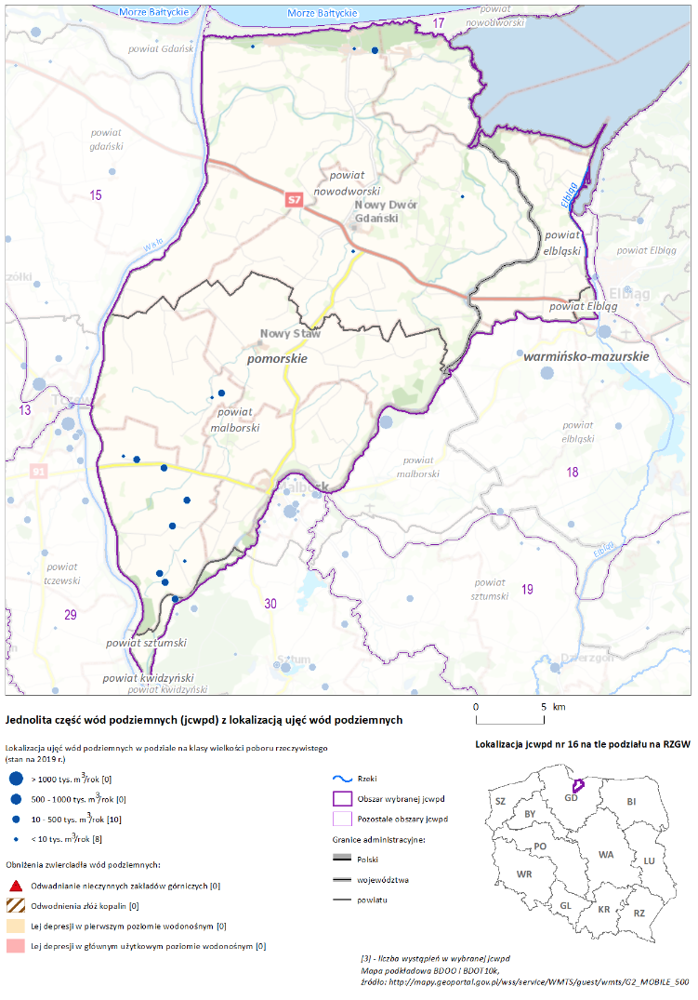 Morze Bałtyckie
Morze Bałtyckie
17
powiat
nowodworski
powiat Gdańsk
powiat
gdański
15
powiat
nowodworski
S7
Nowy Dwór
Gdański
Elbląg
powiat
elbląski
powiat Elbląg
Wisła
Elbląg
powiat Elbląg
Nowy Staw
pomorskie
warmińsko-mazurskie
13
powiat
malborski
powiat
elbląski
powiat
malborski
18
91
powiat
tczewski
Elbląg
powiat
sztumski
19
30
29
powiat sztumski
Sztum
Dzierzgoń
powiat kwidzyński
powiat kwidzyński
Jednolita część wód podziemnych (jcwpd) z lokalizacją ujęć wód podziemnych
0 5 km
Lokalizacja ujęć wód podziemnych w podziale na klasy wielkości poboru rzeczywistego
(stan na 2019 r.)
> 1000 tys. m3/rok [0]
500 - 1000 tys. m3/rok [0]
10 - 500 tys. m3/rok [10]
< 10 tys. m3/rok [8]
Obniżenia zwierciadła wód podziemnych:
Odwadnianie nieczynnych zakładów górniczych [0]
Odwodnienia złóż kopalin [0]
Lej depresji w pierwszym poziomie wodonośnym [0]
Lej depresji w głównym użytkowym poziomie wodonośnym [0]
Rzeki
Obszar wybranej jcwpd
Pozostałe obszary jcwpd
Granice administracyjne:
Polski
województwa
powiatu
Lokalizacja jcwpd nr 16 na tle podziału na RZGW
SZ
GD
BI
BY
PO
WA
LU
WR
GL
KR
RZ
[3] - liczba wystąpień w wybranej jcwpd
Mapa podkładowa BDOO i BDOT10k,
źródło: http://mapy.geoportal.gov.pl/wss/service/WMTS/guest/wmts/G2_MOBILE_500